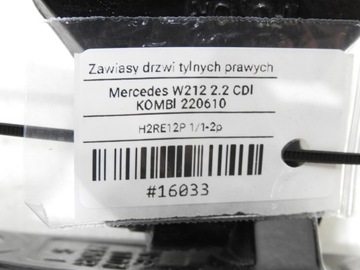 Zawiasy drzwi tylnych prawych
Mercedes W212 2.2 CDI
KOMBI 220610
H2RE12P 1/1-2p
#16033